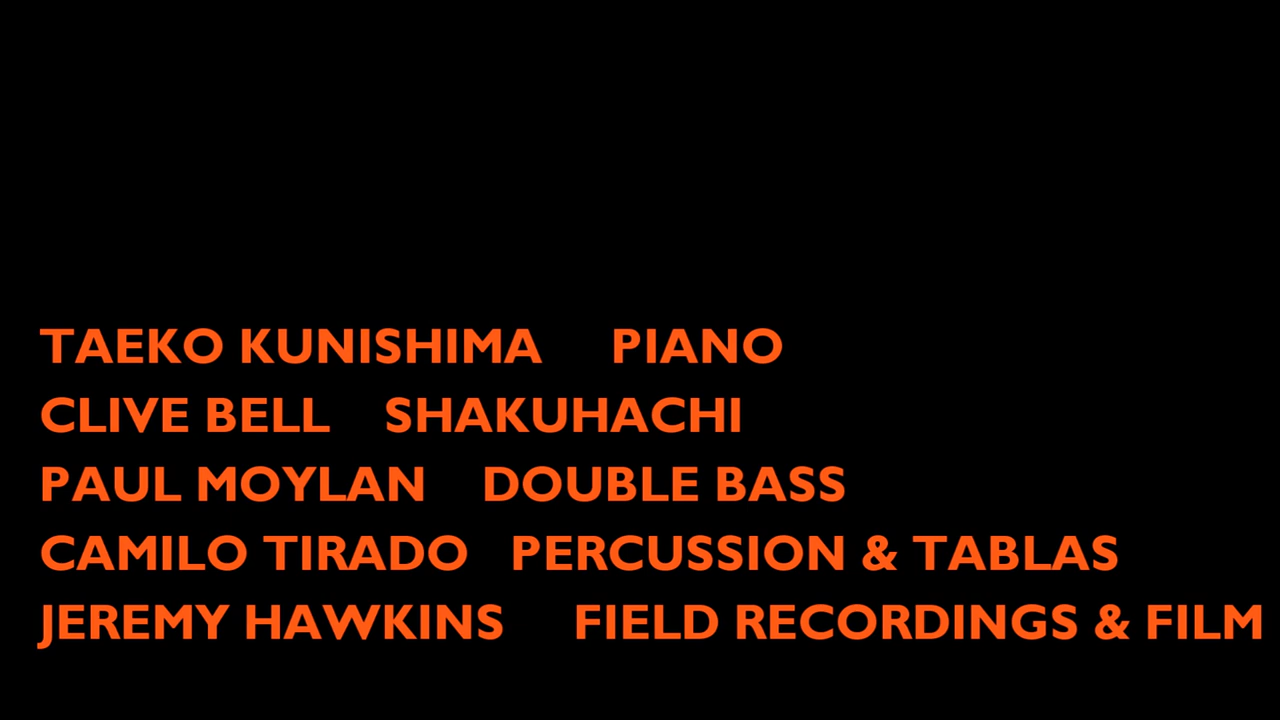 TAEKO KUNISHIMA PIANO
CLIVE BELL SHAKUHACHI
PAUL MOYLAN DOUBLE BASS
CAMILO TIRADO PERCUSSION & TABLAS
JEREMY HAWKINS FIELD RECORDINGS & FILM